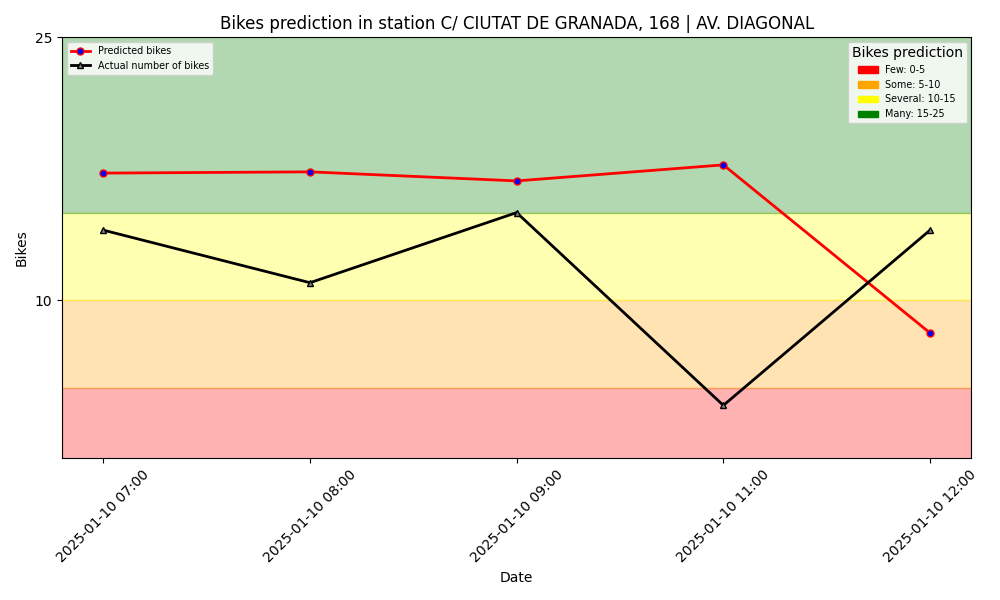 Bikes prediction in station C/ CIUTAT DE GRANADA, 168 | AV. DIAGONAL
25
10
Bikes
Predicted bikes
Actual number of bikes
Bikes prediction
Few: 0-5
Some: 5-10
Several: 10-15
Many: 15-25
2025-01-10 07:00
2025-01-10 08:00
2025-01-10 09:00
2025-01-10 11:00
2025-01-10 12:00
Date